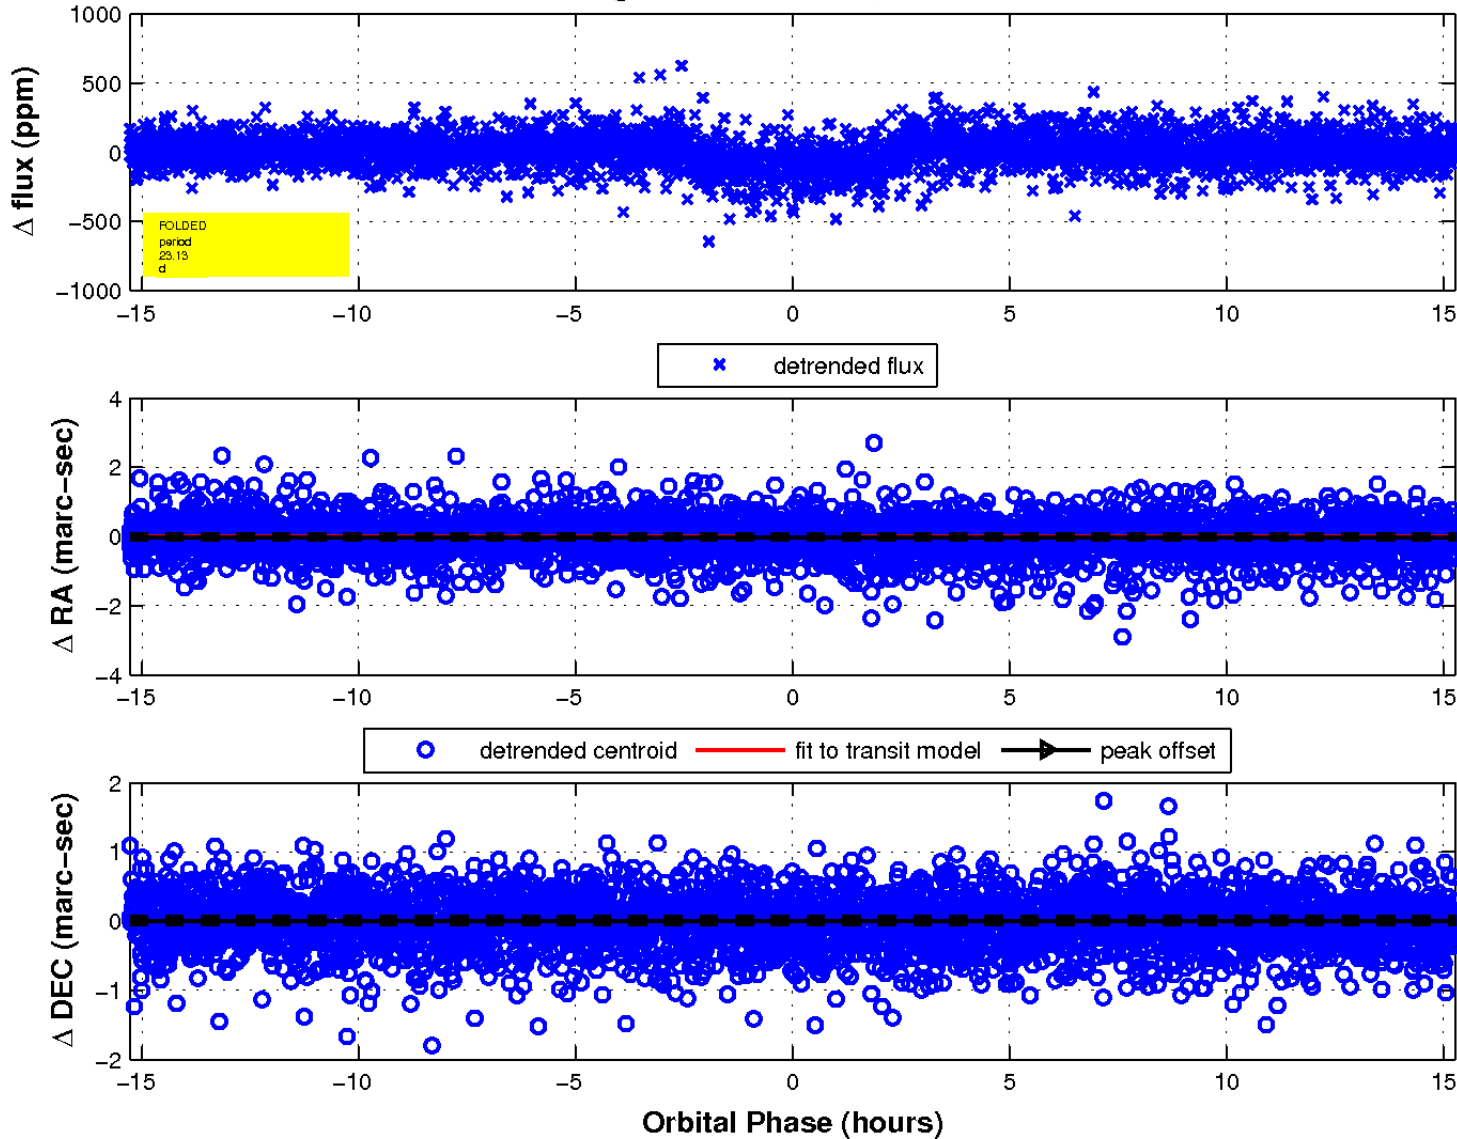 1000
500
0
−500
−1000
Δ flux (ppm)
FOLDED
period
23.13
d
−15 −10 −5 0 5 10 15
detrended flux
4
2
0
−2
−4
Δ RA (marc−sec)
−15 −10 −5 0 5 10 15
detrended centroid fit to transit model peak offset
2
1
0
−1
−2
Δ DEC (marc−sec)
−15 −10 −5 0 5 10 15
Orbital Phase (hours)